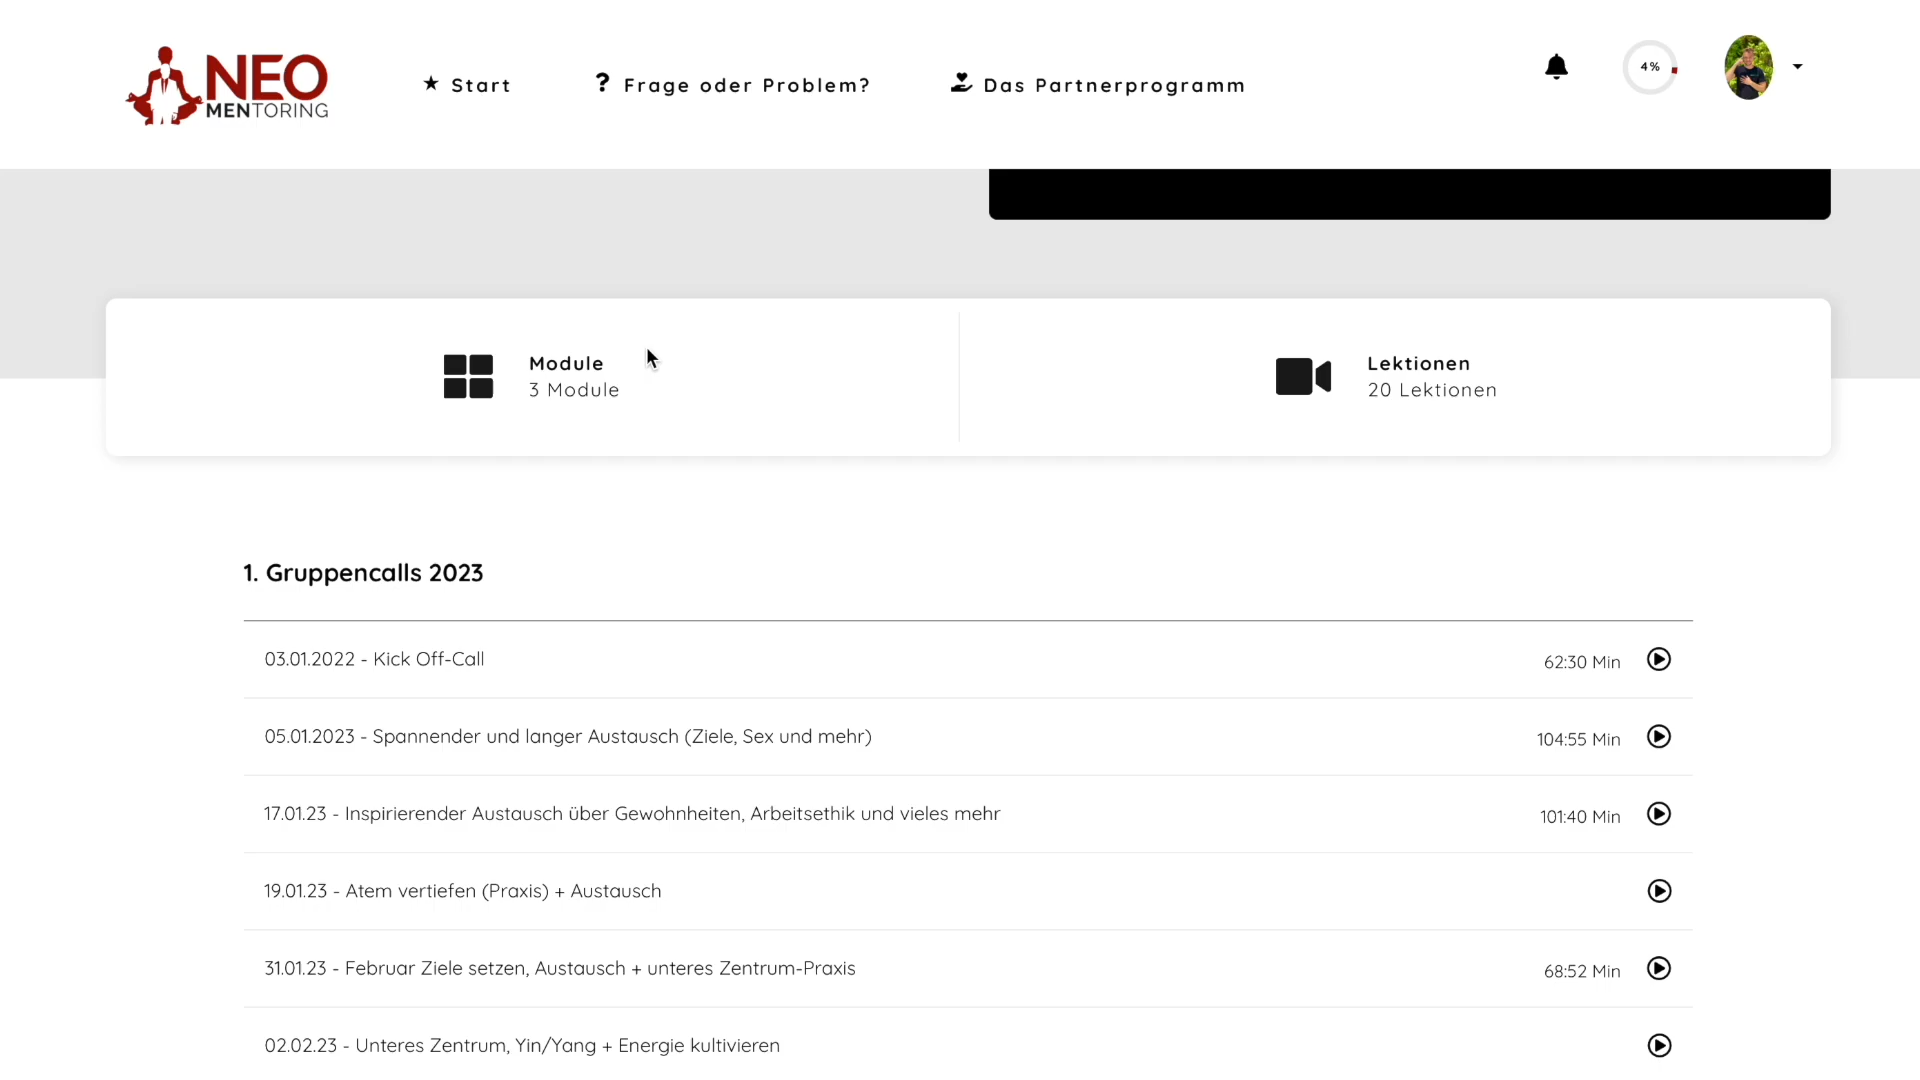 NEO
MENTORING
Start
? Frage oder Problem?
Das Partnerprogramm
4%
Module
3 Module
Lektionen
20 Lektionen
1. Gruppencalls 2023
03.01.2022 - Kick Off-Call
62:30 Min
05.01.2023 - Spannender und langer Austausch (Ziele, Sex und mehr)
104:55 Min
17.01.23 - Inspirierender Austausch über Gewohnheiten, Arbeitsethik und vieles mehr
101:40 Min
19.01.23 - Atem vertiefen (Praxis) + Austausch
31.01.23 - Februar Ziele setzen, Austausch + unteres Zentrum-Praxis
68:52 Min
02.02.23 - Unteres Zentrum, Yin/Yang + Energie kultivieren